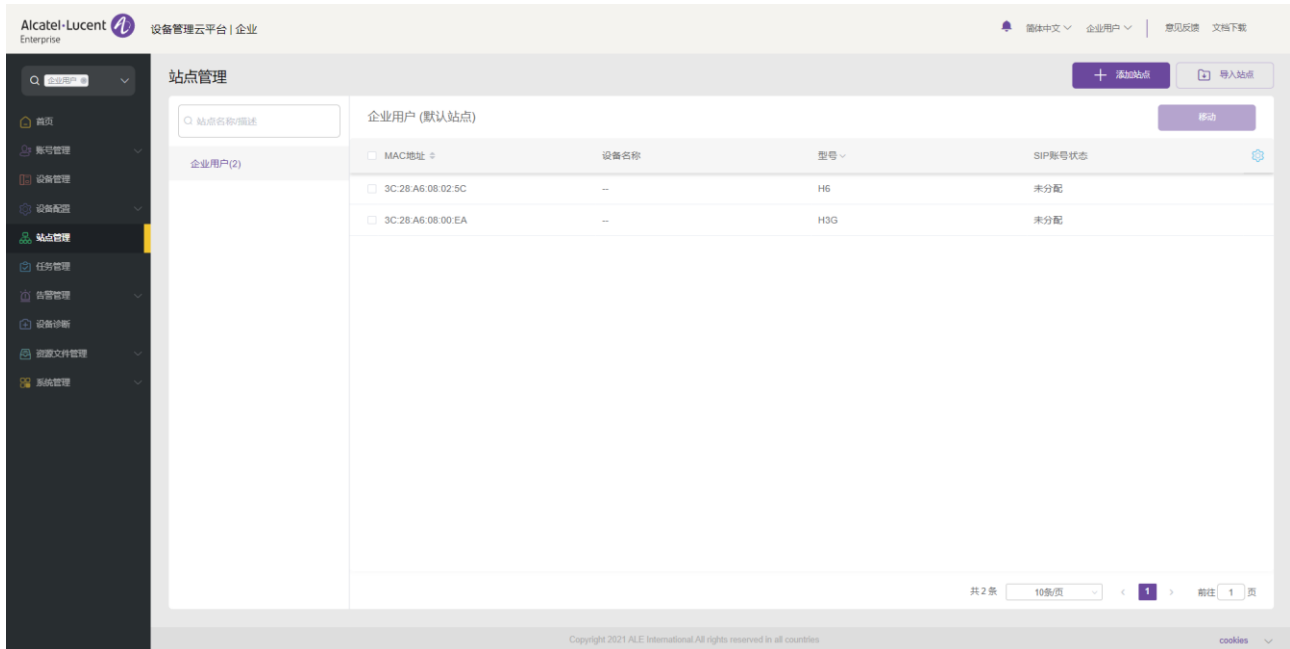 Alcatel·Lucent
Enterprise
设备管理云平台 | 企业
简体中文
企业用户
意见反馈
文档下载
企业用户
首页
账号管理
设备管理
设备配置
站点管理
任务管理
告警管理
设备诊断
资源文件管理
系统管理
站点管理
添加站点
导入站点
站点名称/描述
企业用户(2)
企业用户 (默认站点)
移动
MAC地址 设备名称 型号 SIP账号状态
3C:28:A6:08:02:5C -- H6 未分配
3C:28:A6:08:00:EA -- H3G 未分配
共 2 条 10条/页 < 1 > 前往 1 页
Copyright 2021 ALE International.All rights reserved in all countries
cookies